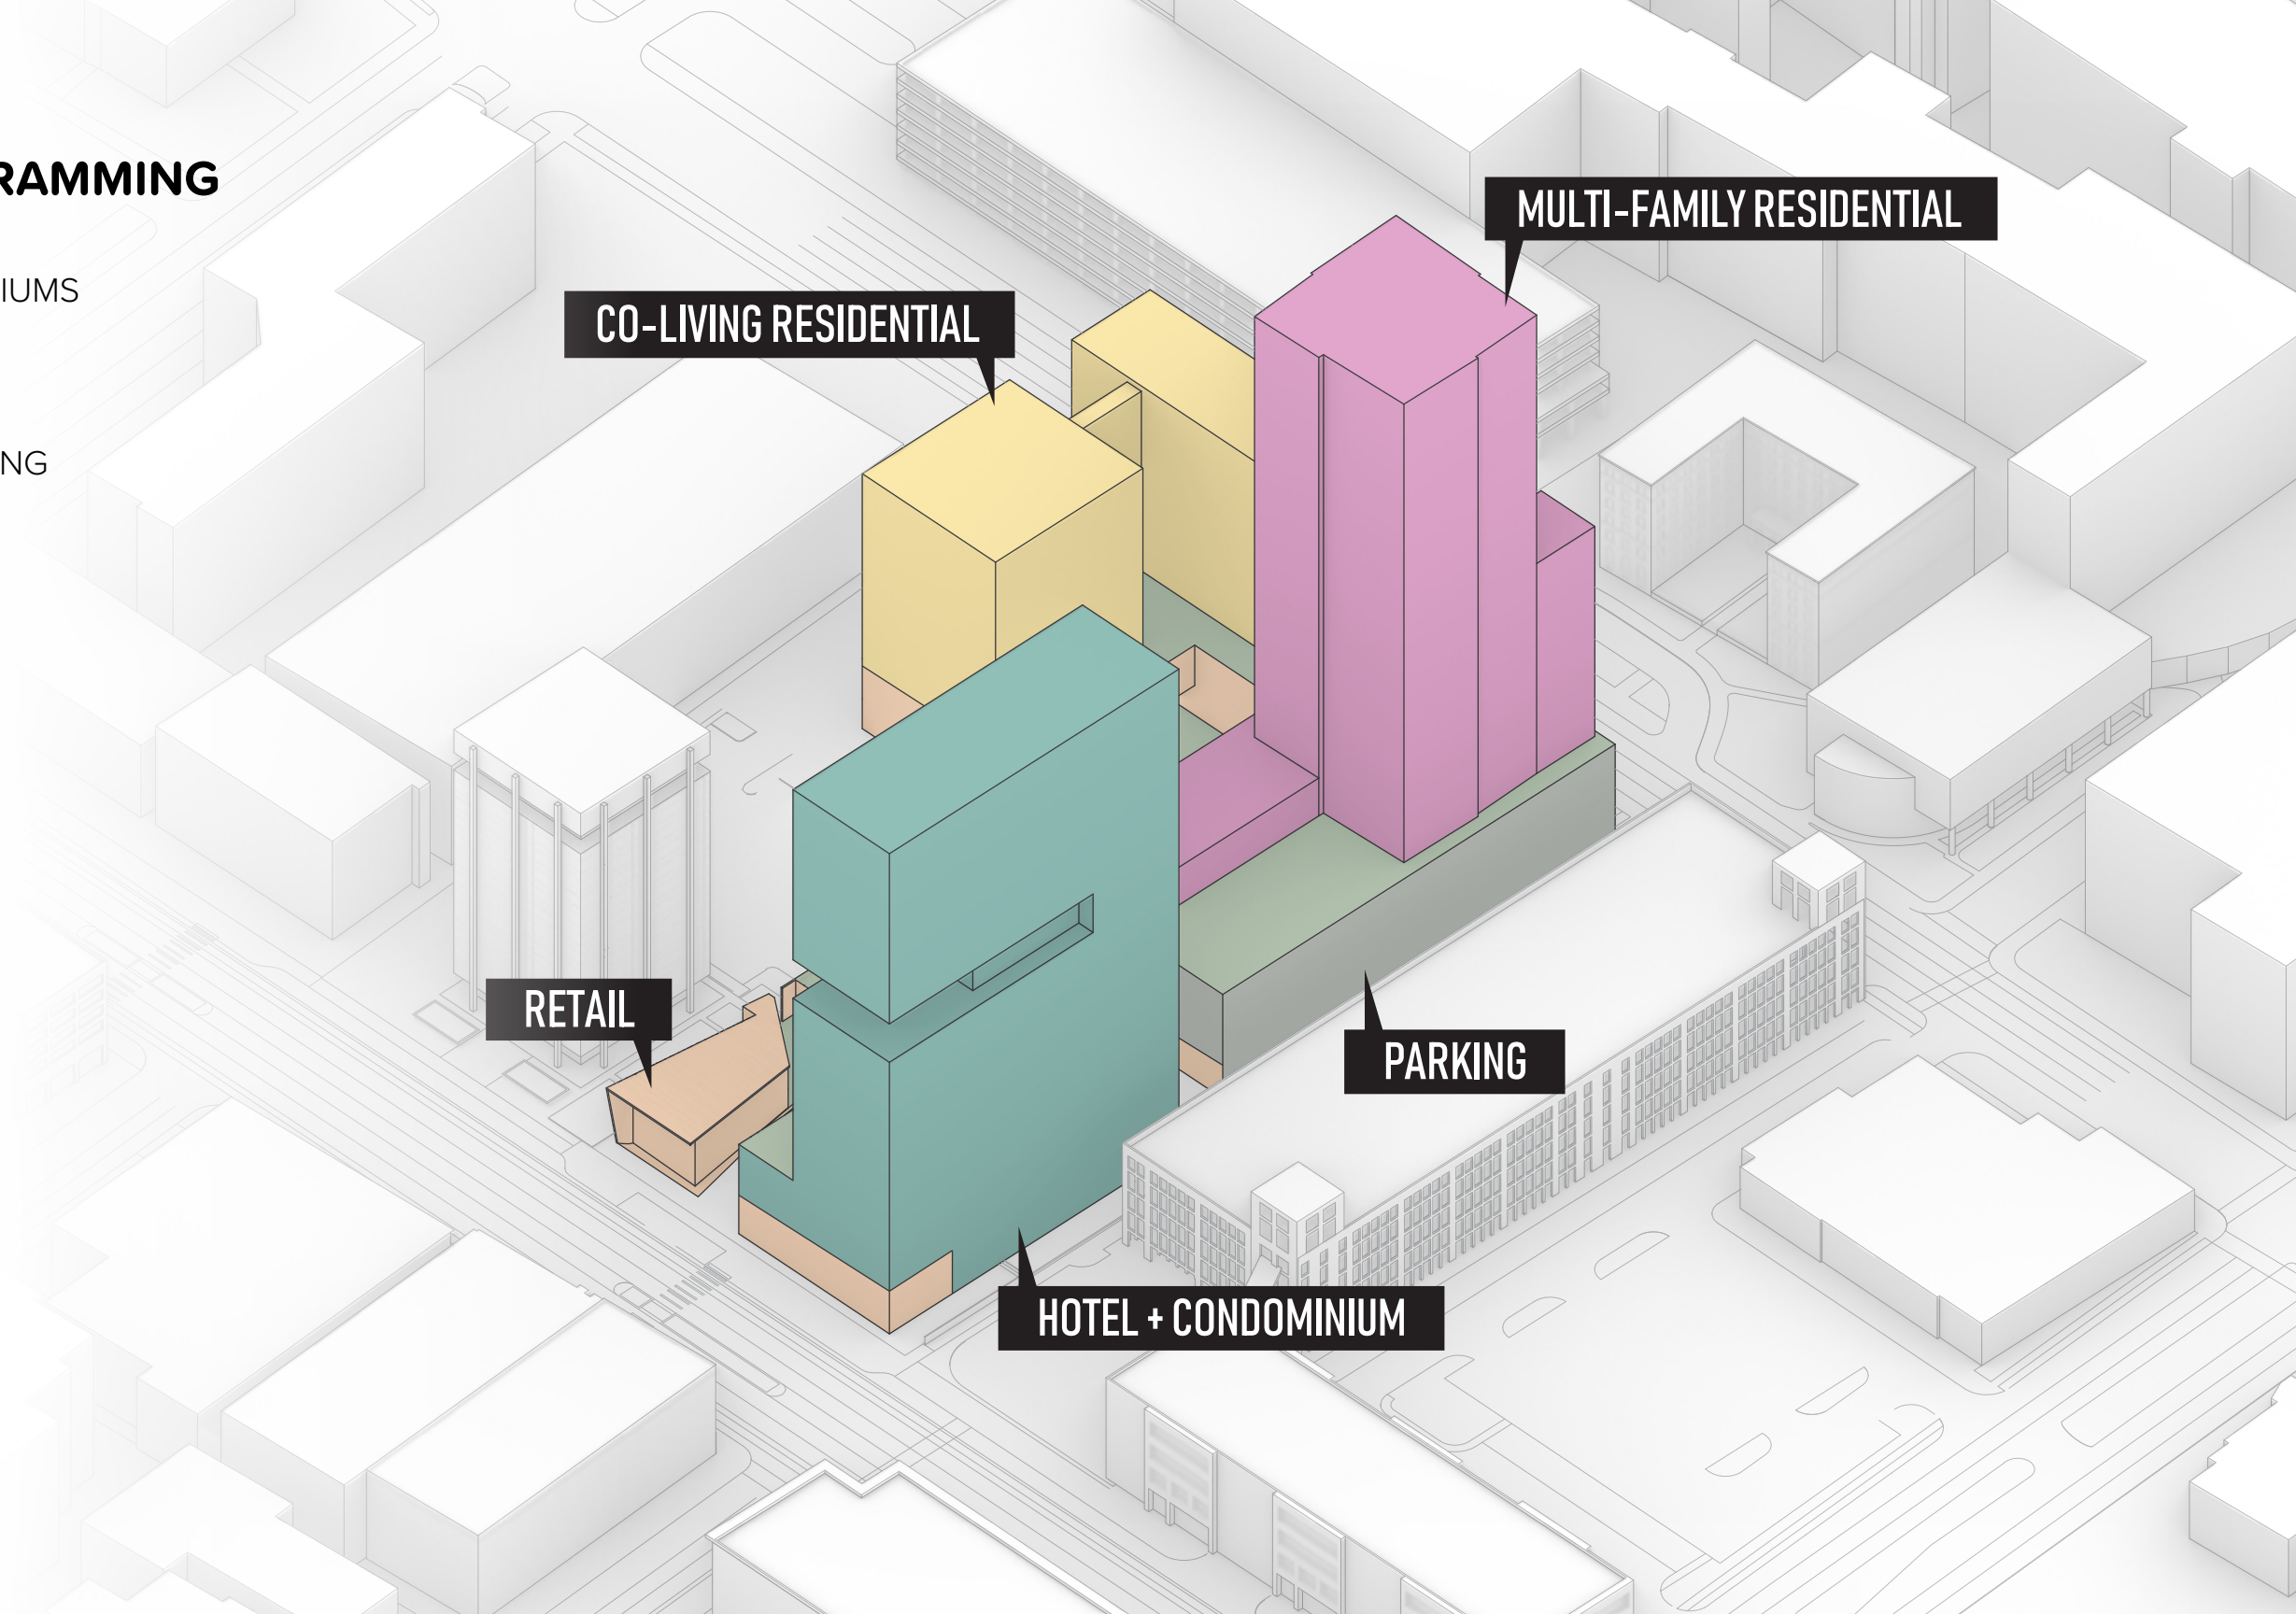 RAMMING
IUMS
NG
MULTI-FAMILY RESIDENTIAL
CO-LIVING RESIDENTIAL
RETAIL
PARKING
HOTEL + CONDOMINIUM